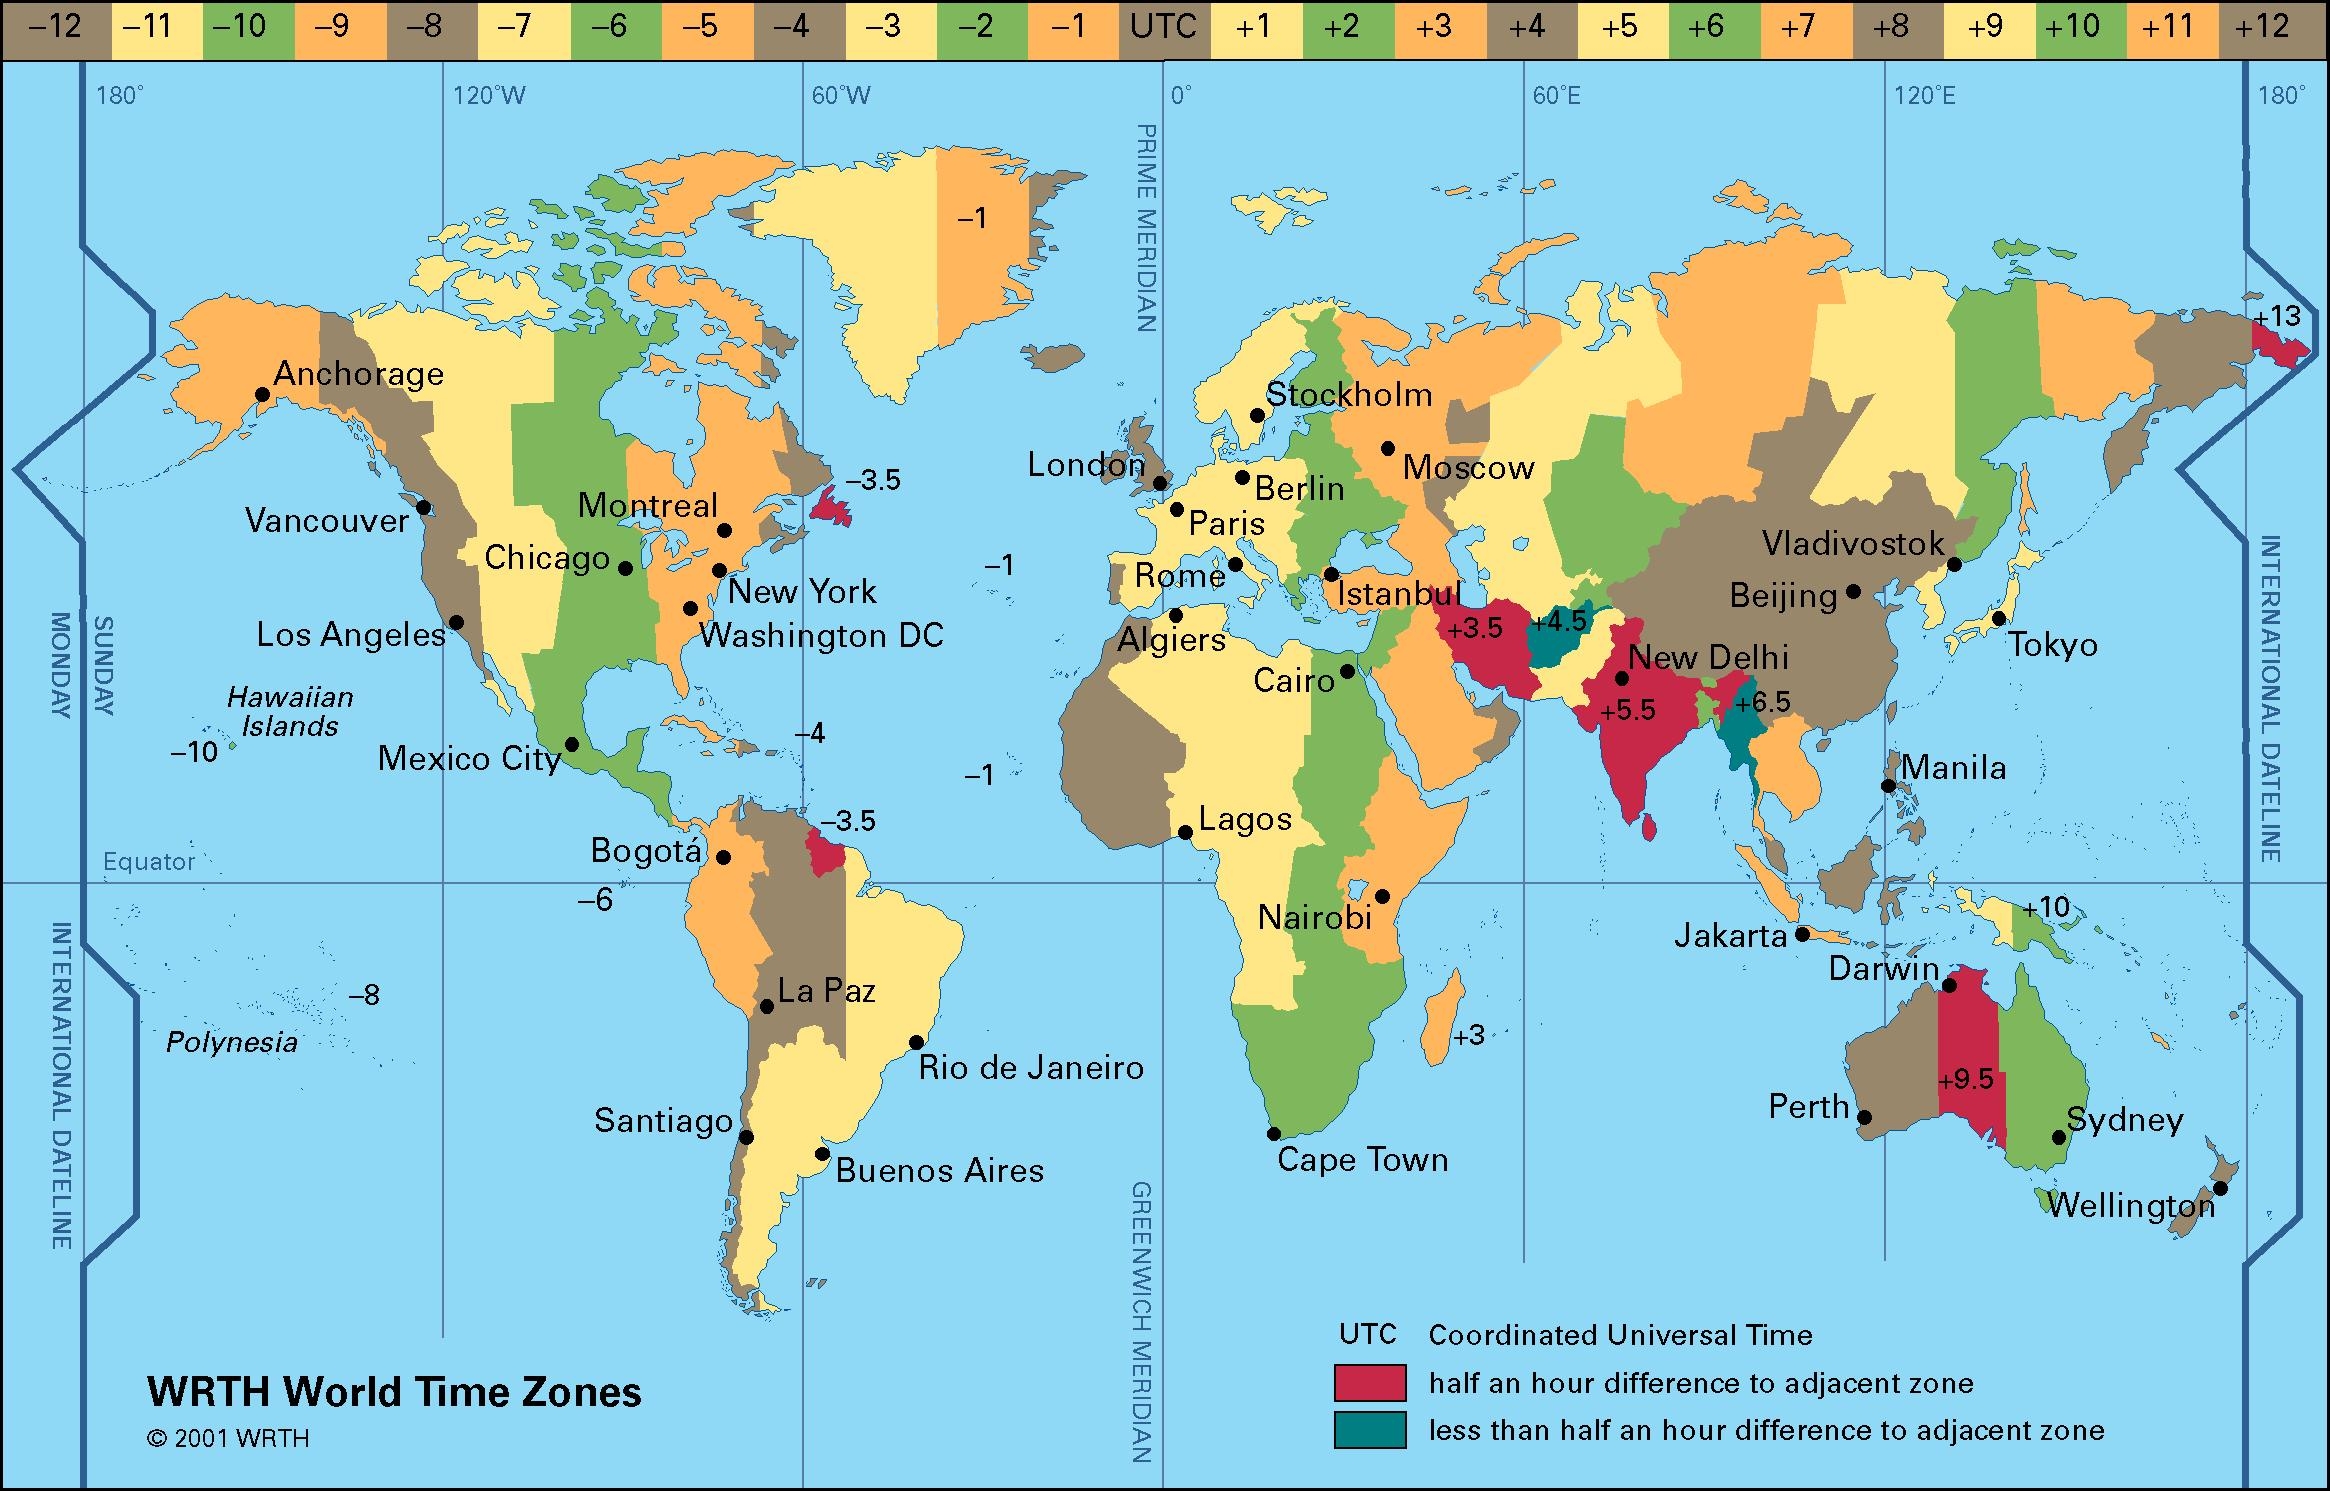 −12 −11 −10 −9 −8 −7 −6 −5 −4 −3 −2 −1 UTC +1 +2 +3 +4 +5 +6 +7 +8 +9 +10 +11 +12
180° 120°W 60°W 0° 60°E 120°E 180°
PRIME MERIDIAN
−1
+13
Anchorage
Stockholm
Moscow
London
−3.5
Berlin
Montreal
Vancouver
Paris
Vladivostok
Chicago
−1
Rome
New York
Istanbul
Beijing
Los Angeles
Washington DC
Algiers
+3.5
+4.5
Tokyo
SUNDAY
MONDAY
INTERNATIONAL DATELINE
New Delhi
Cairo
Hawaiian
Islands
+5.5
+6.5
−10
−4
Mexico City
−1
Manila
Lagos
−3.5
Bogotá
Equator
−6
Nairobi
+10
Jakarta
Darwin
La Paz
−8
Polynesia
+3
Rio de Janeiro
+9.5
Perth
Sydney
Santiago
INTERNATIONAL DATELINE
Buenos Aires
Cape Town
Wellington
GREENWICH MERIDIAN
UTC Coordinated Universal Time
half an hour difference to adjacent zone
less than half an hour difference to adjacent zone
WRTH World Time Zones
© 2001 WRTH